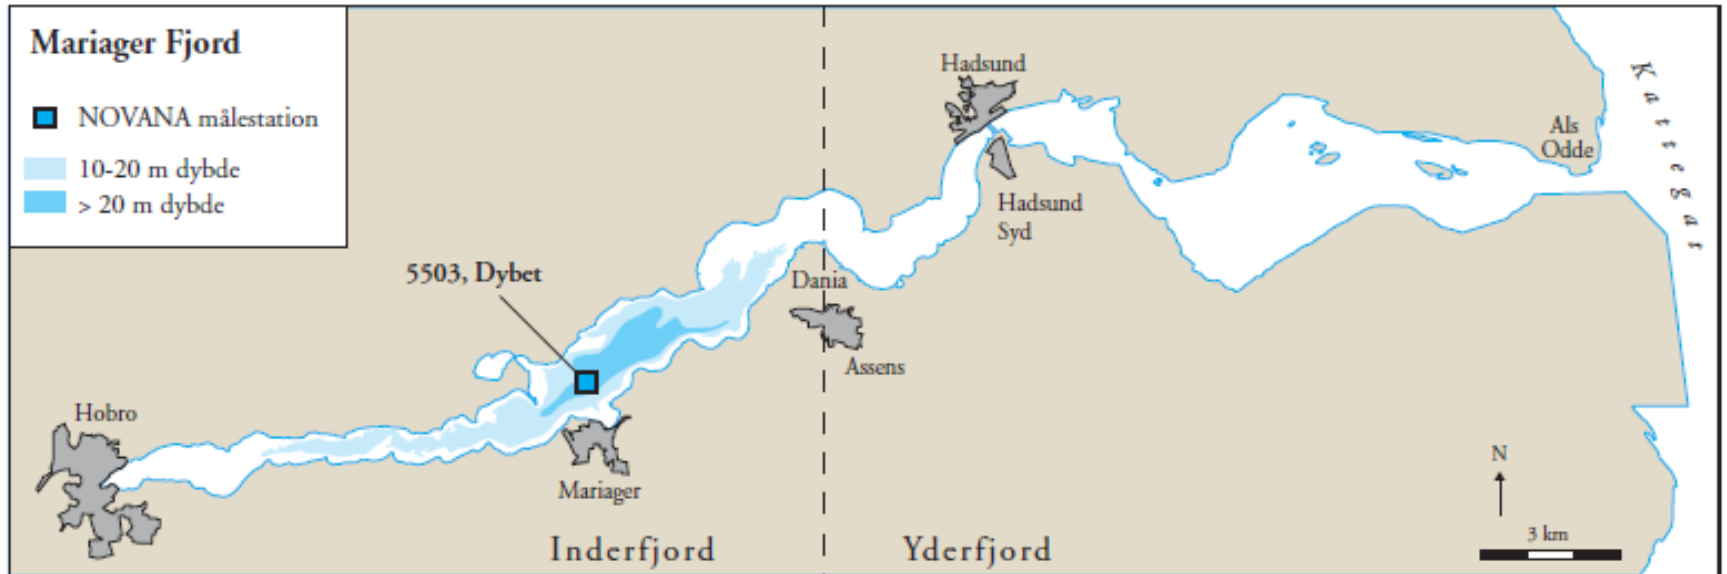 Mariager Fjord
NOVANA målestation
10-20 m dybde
> 20 m dybde
Hadsund
Kattegat
Als
Odde
Hadsund
Syd
5503, Dybet
Dania
Assens
Hobro
Mariager
N
3 km
Inderfjord
Yderfjord